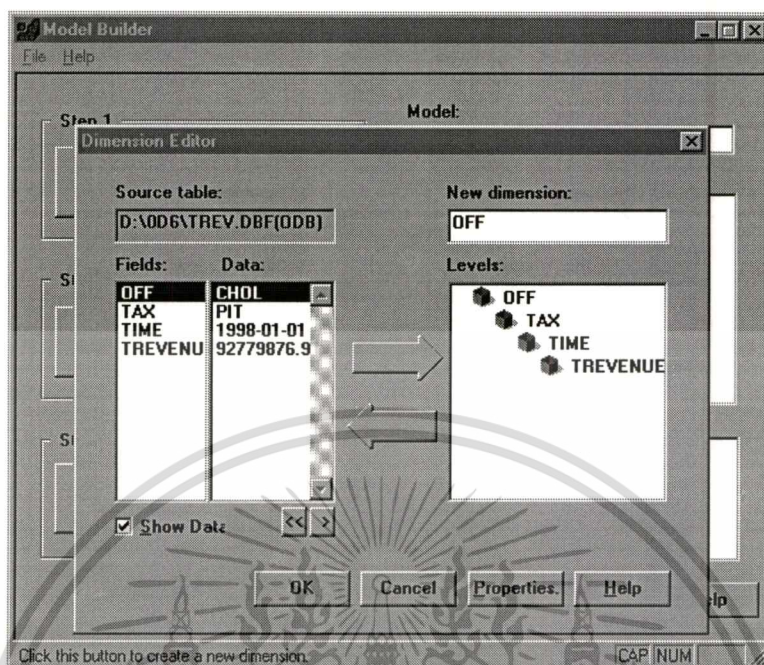 Model Builder
File Help
Step 1
Model:
Dimension Editor
Source table:
New dimension:
D:\OD6\TREV.DBF(ODB)
OFF
Fields: Data:
Levels:
OFF CHOL
TAX PIT
TIME 1998-01-01
TREVENU 92779876.9
OFF
TAX
TIME
TREVENUE
Show Data
<< >
OK Cancel Properties. Help
elp
Click this button to create a new dimension.
CAP NUM